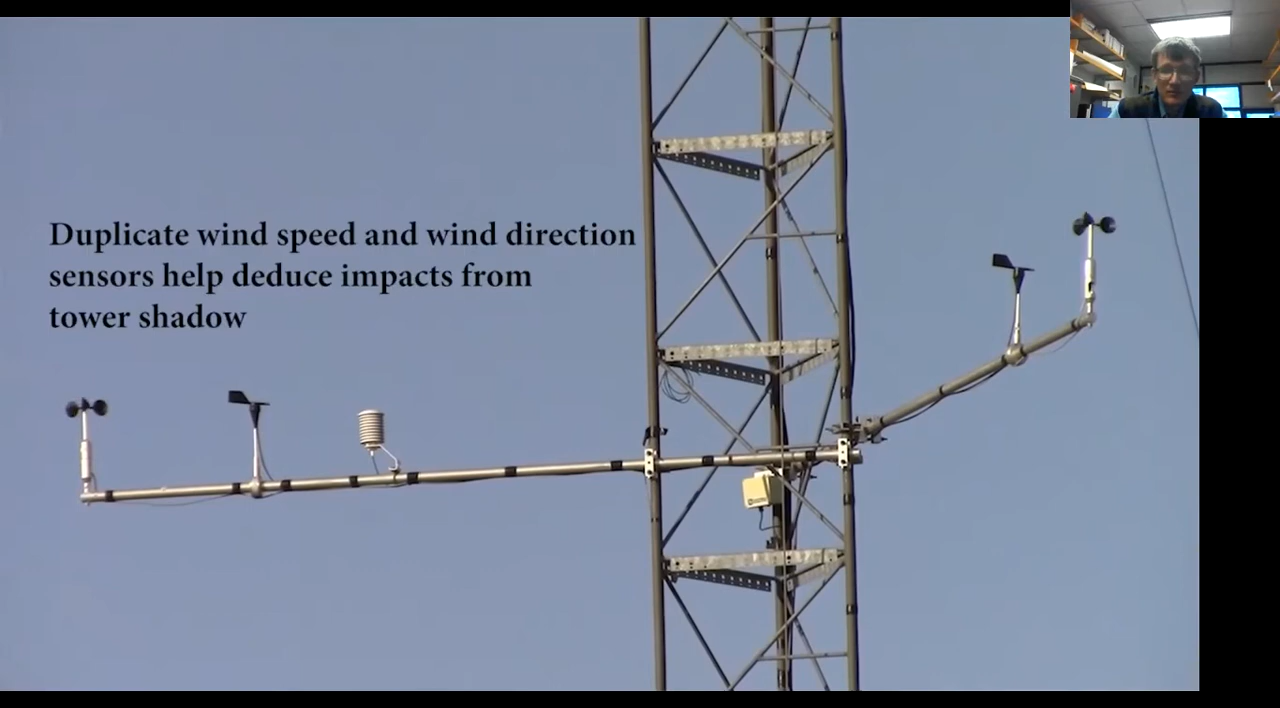 Duplicate wind speed and wind direction
sensors help deduce impacts from
tower shadow